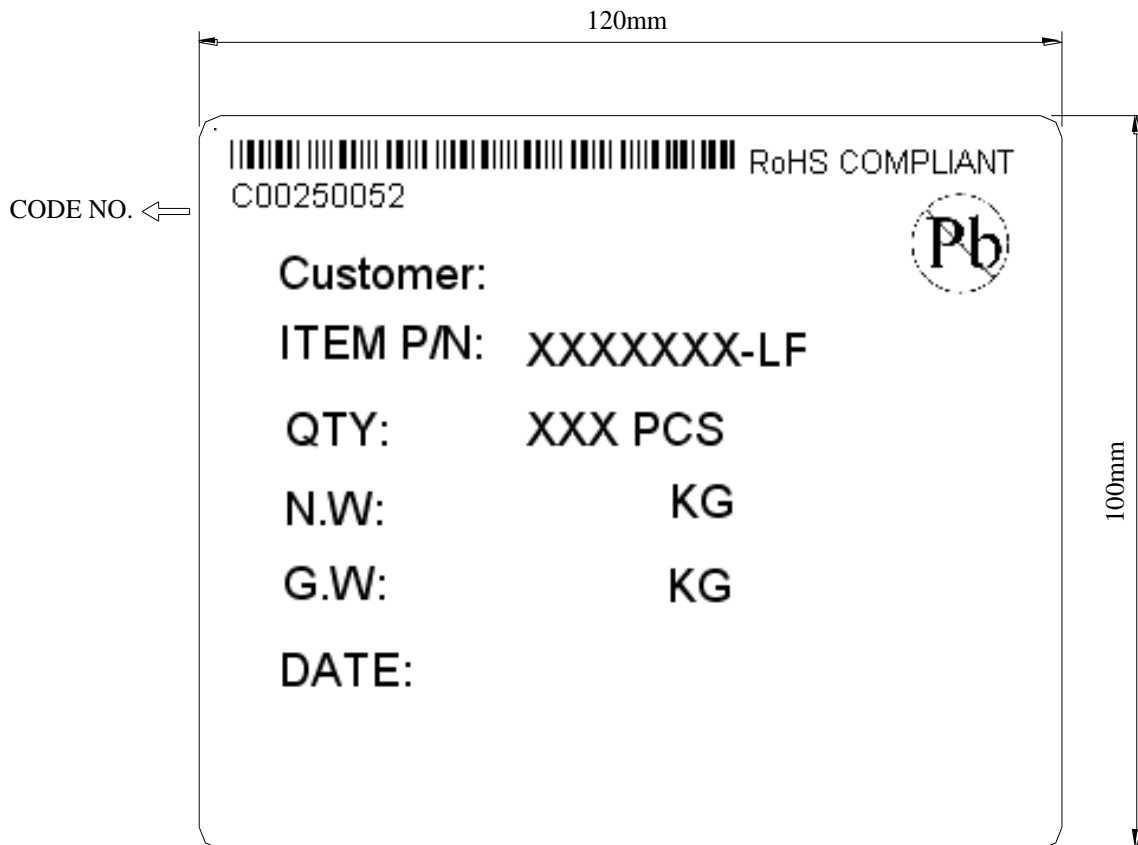 120mm
RoHS COMPLIANT
C00250052
CODE NO.
Pb
Customer:
ITEM P/N: XXXXXXX-LF
QTY: XXX PCS
N.W: KG
G.W: KG
DATE:
100mm